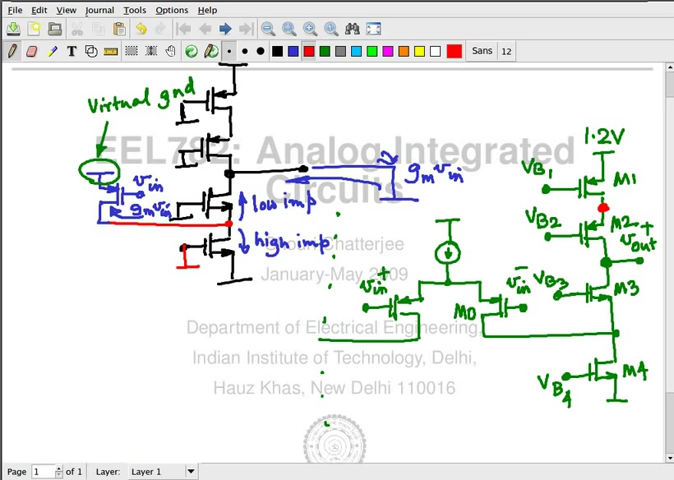 File Edit View Journal Tools Options Help
Sans 12
EEL792: Analog Integrated
Circuits
January-May 2009
Department of Electrical Engineering,
Indian Institute of Technology, Delhi,
Hauz Khas, New Delhi 110016
Virtual gnd
vin
gmvin
low imp
high imp
gmvin
1.2V
VB1
M1
VB2
M2
+
vout
vin+
M0
vin-
VB3
M3
VB4
M4
Page 1 of 1 Layer: Layer 1